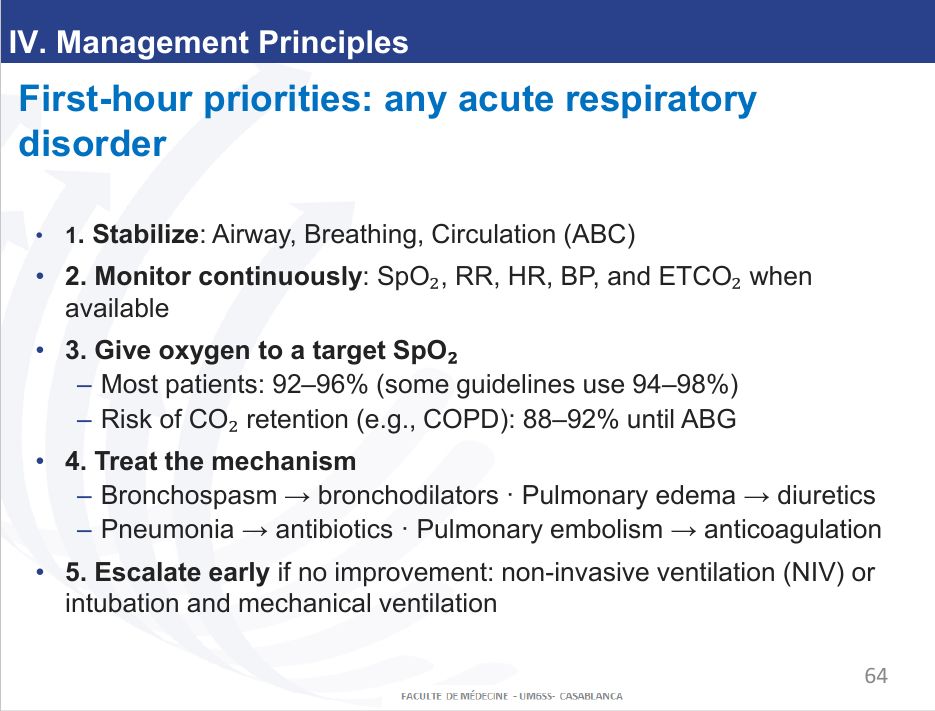 IV. Management Principles
First-hour priorities: any acute respiratory
disorder
• 1. Stabilize: Airway, Breathing, Circulation (ABC)
• 2. Monitor continuously: SpO₂, RR, HR, BP, and ETCO₂ when
available
• 3. Give oxygen to a target SpO₂
– Most patients: 92–96% (some guidelines use 94–98%)
– Risk of CO₂ retention (e.g., COPD): 88–92% until ABG
• 4. Treat the mechanism
– Bronchospasm → bronchodilators · Pulmonary edema → diuretics
– Pneumonia → antibiotics · Pulmonary embolism → anticoagulation
• 5. Escalate early if no improvement: non-invasive ventilation (NIV) or
intubation and mechanical ventilation
64
FACULTE DE MÉDECINE - UM6SS- CASABLANCA